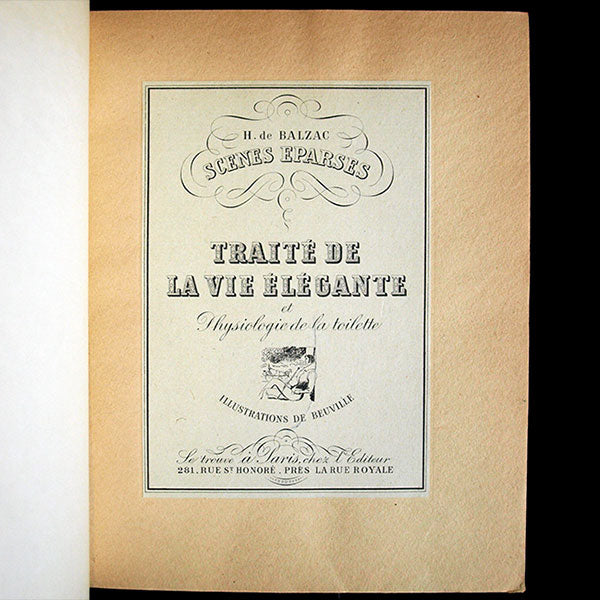 H. de BALZAC
SCENES EPARSES
TRAITÉ DE
LA VIE ÉLÉGANTE
et
Physiologie de la toilette
ILLUSTRATIONS DE BEUVILLE
Se trouve à Paris, chez l'Editeur
281, RUE ST HONORÉ, PRÈS LA RUE ROYALE